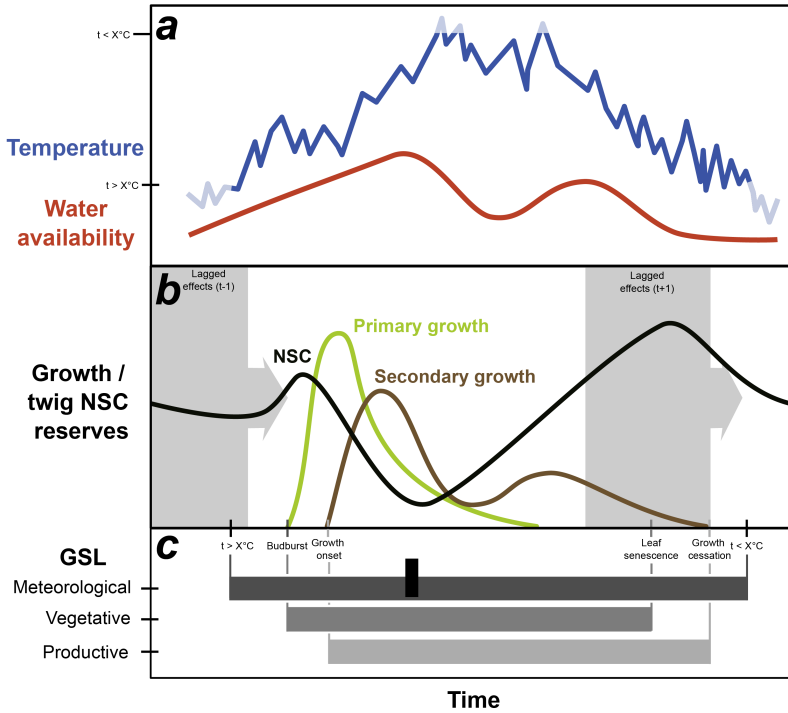 a
t < X°C
Temperature
t > X°C
Water
availability
b
Lagged
effects (t-1)
Lagged
effects (t+1)
Primary growth
NSC
Secondary growth
Growth /
twig NSC
reserves
c
GSL
t > X°C
Budburst
Growth
onset
Leaf
senescence
Growth
cessation
t < X°C
Meteorological
Vegetative
Productive
Time